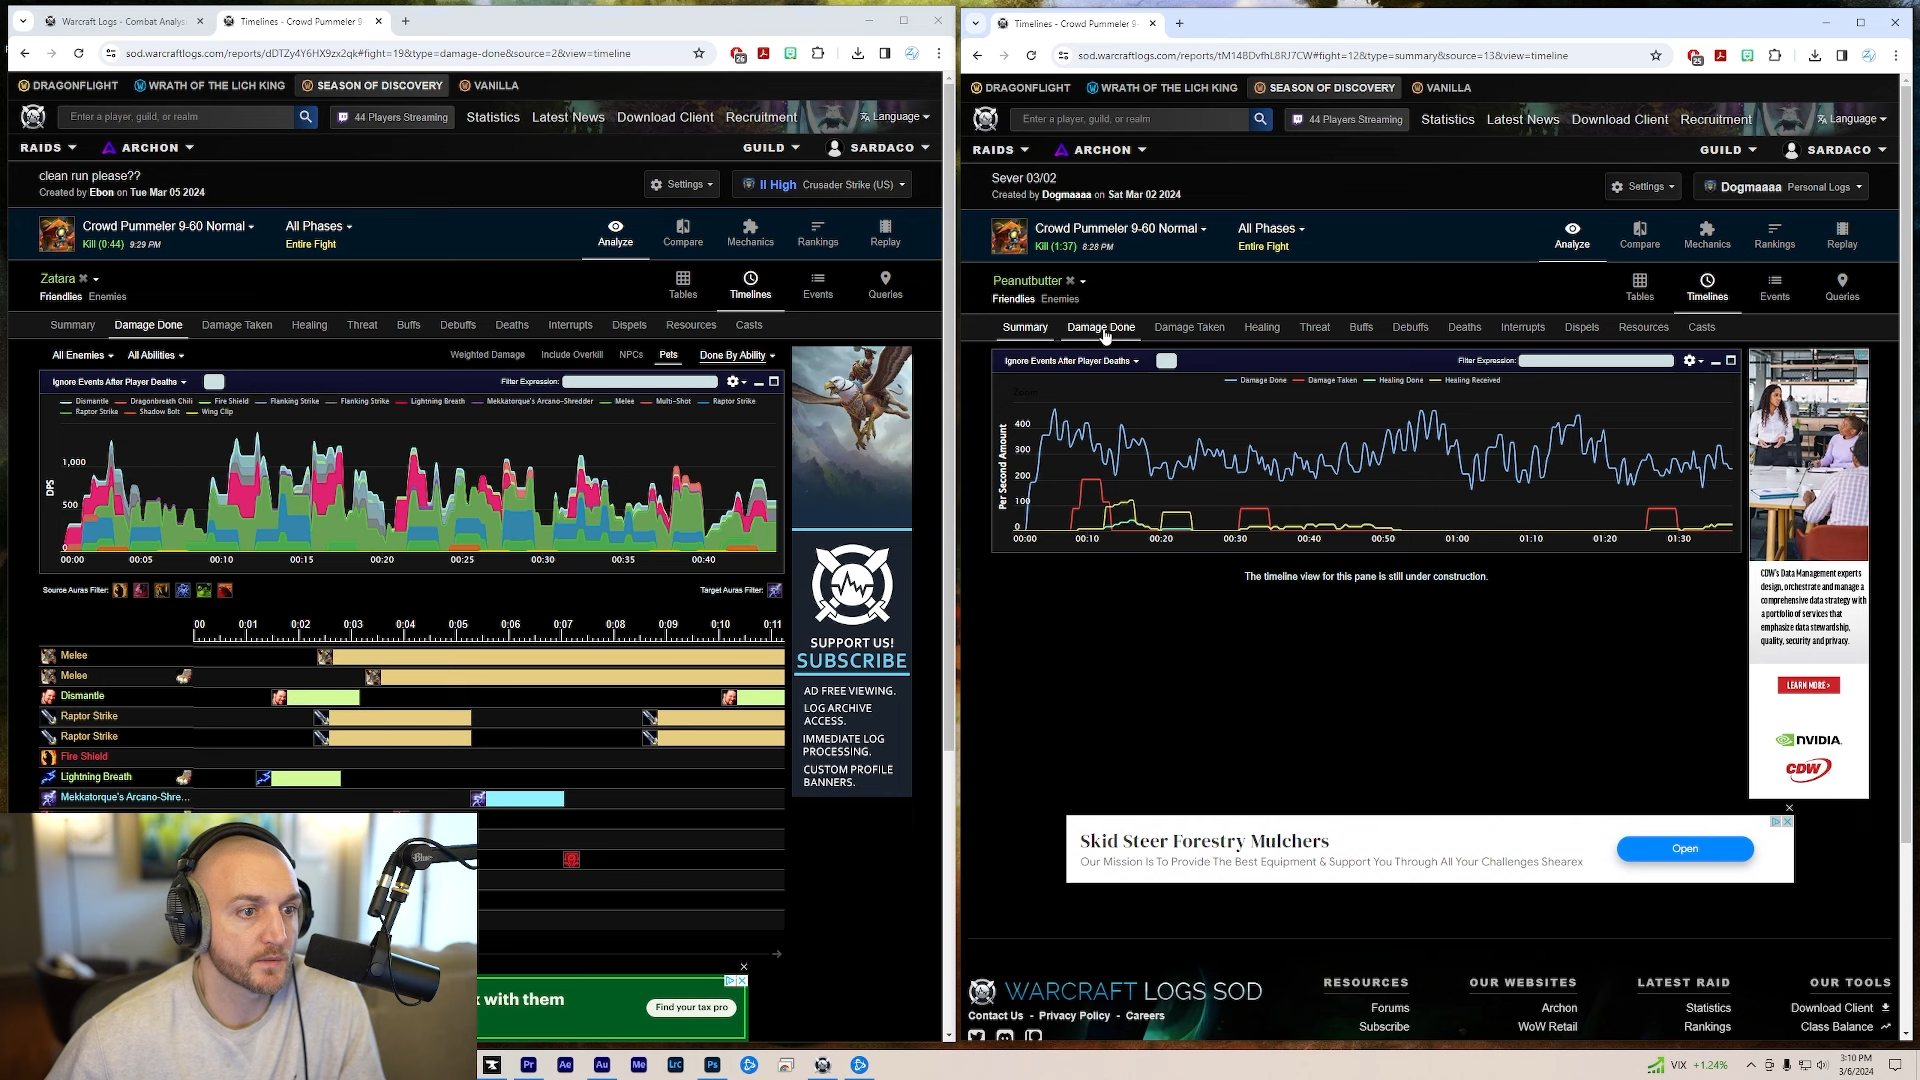 Warcraft Logs - Combat Analysi
Timelines - Crowd Pummeler 9-
sod.warcraftlogs.com/reports/dDTZy4Y6HX9zx2qk#fight=19&type=damage-done&source=2&view=timeline
26
DRAGONFLIGHT
WRATH OF THE LICH KING
SEASON OF DISCOVERY
VANILLA
Enter a player, guild, or realm
44 Players Streaming
Statistics
Latest News
Download Client
Recruitment
Language
RAIDS
ARCHON
GUILD
SARDACO
clean run please??
Created by Ebon on Tue Mar 05 2024
Settings
II High Crusader Strike (US)
Crowd Pummeler 9-60 Normal
Kill (0:44) 9:29 PM
All Phases
Entire Fight
Analyze
Compare
Mechanics
Rankings
Replay
Zatara
Friendlies Enemies
Tables
Timelines
Events
Queries
Summary
Damage Done
Damage Taken
Healing
Threat
Buffs
Debuffs
Deaths
Interrupts
Dispels
Resources
Casts
All Enemies
All Abilities
Weighted Damage
Include Overkill
NPCs
Pets
Done By Ability
Ignore Events After Player Deaths
Filter Expression:
Dismantle Dragonbreath Chili Fire Shield Flanking Strike Flanking Strike Lightning Breath Mekkatorque's Arcano-Shredder Melee Multi-Shot Raptor Strike
Raptor Strike Shadow Bolt Wing Clip
DPS
1,000
500
0
00:00 00:05 00:10 00:15 00:20 00:25 00:30 00:35 00:40
Source Auras Filter:
Target Auras Filter:
00 0:01 0:02 0:03 0:04 0:05 0:06 0:07 0:08 0:09 0:10 0:11
Melee
Melee
Dismantle
Raptor Strike
Raptor Strike
Fire Shield
Lightning Breath
Mekkatorque's Arcano-Shre...
SUPPORT US!
SUBSCRIBE
AD FREE VIEWING.
LOG ARCHIVE
ACCESS.
IMMEDIATE LOG
PROCESSING.
CUSTOM PROFILE
BANNERS.
with them
Find your tax pro
Blue
Timelines - Crowd Pummeler 9-
sod.warcraftlogs.com/reports/tM14BDvfhL8RJ7CW#fight=12&type=summary&source=13&view=timeline
25
DRAGONFLIGHT
WRATH OF THE LICH KING
SEASON OF DISCOVERY
VANILLA
Enter a player, guild, or realm
44 Players Streaming
Statistics
Latest News
Download Client
Recruitment
Language
RAIDS
ARCHON
GUILD
SARDACO
Sever 03/02
Created by Dogmaaaa on Sat Mar 02 2024
Settings
Dogmaaaa Personal Logs
Crowd Pummeler 9-60 Normal
Kill (1:37) 8:28 PM
All Phases
Entire Fight
Analyze
Compare
Mechanics
Rankings
Replay
Peanutbutter
Friendlies Enemies
Tables
Timelines
Events
Queries
Summary
Damage Done
Damage Taken
Healing
Threat
Buffs
Debuffs
Deaths
Interrupts
Dispels
Resources
Casts
Ignore Events After Player Deaths
Filter Expression:
Damage Done Damage Taken Healing Done Healing Received
Zoom
Per Second Amount
400
300
200
100
0
00:00 00:10 00:20 00:30 00:40 00:50 01:00 01:10 01:20 01:30
The timeline view for this pane is still under construction.
CDW's Data Management experts
design, orchestrate and manage a
comprehensive data strategy with
a portfolio of services that
emphasize data stewardship,
quality, security and privacy.
LEARN MORE >
NVIDIA.
CDW
Skid Steer Forestry Mulchers
Our Mission Is To Provide The Best Equipment & Support You Through All Your Challenges Shearex
Open
WARCRAFT LOGS SOD
Contact Us - Privacy Policy - Careers
RESOURCES
Forums
Subscribe
OUR WEBSITES
Archon
WoW Retail
LATEST RAID
Statistics
Rankings
OUR TOOLS
Download Client
Class Balance
Pr
Ae
Au
Me
Lrc
Ps
VIX +1.24%
3:10 PM
3/6/2024